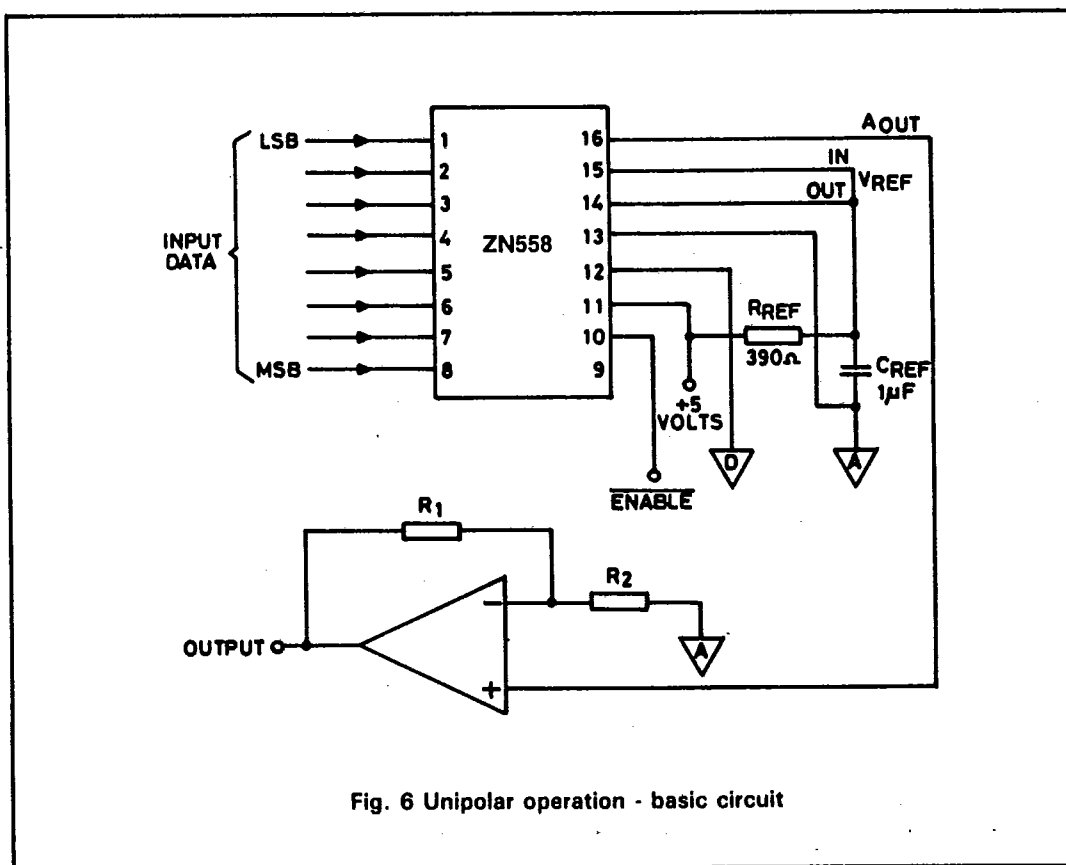 LSB
INPUT
DATA
MSB
1
2
3
4
5
6
7
8
ZN558
16
15
14
13
12
11
10
9
AOUT
IN
VREF
OUT
RREF
390Ω
CREF
1µF
+5
VOLTS
D
A
ENABLE
R1
R2
−
+
A
OUTPUT
Fig. 6 Unipolar operation - basic circuit